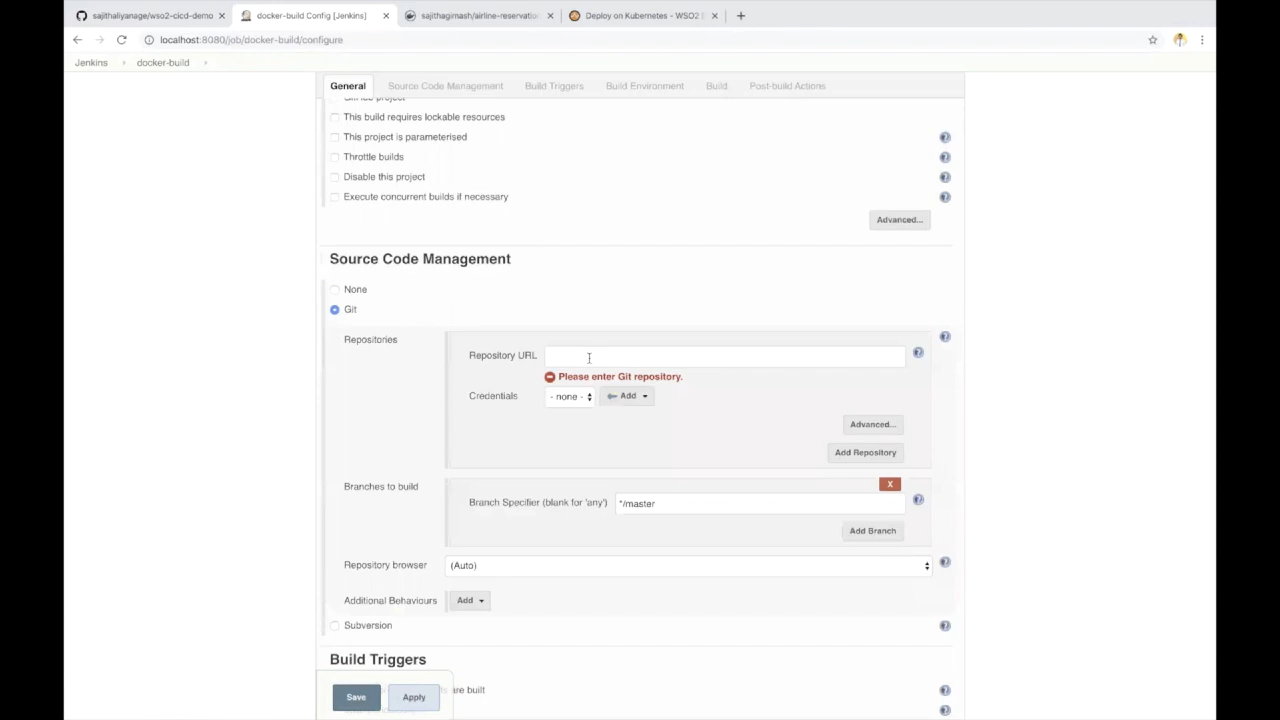 sajithaliyanage/wso2-cicd-demo
docker-build Config [Jenkins]
sajithagimash/airline-reservatio
Deploy on Kubernetes - WSO2 E
localhost:8080/job/docker-build/configure
Jenkins
docker-build
General
Source Code Management
Build Triggers
Build Environment
Build
Post-build Actions
GitHub project
This build requires lockable resources
This project is parameterised
Throttle builds
Disable this project
Execute concurrent builds if necessary
Advanced...
Source Code Management
None
Git
Repositories
Repository URL
Please enter Git repository.
Credentials
- none -
Add
Advanced...
Add Repository
Branches to build
X
Branch Specifier (blank for 'any')
*/master
Add Branch
Repository browser
(Auto)
Additional Behaviours
Add
Subversion
Build Triggers
are built
Save
Apply